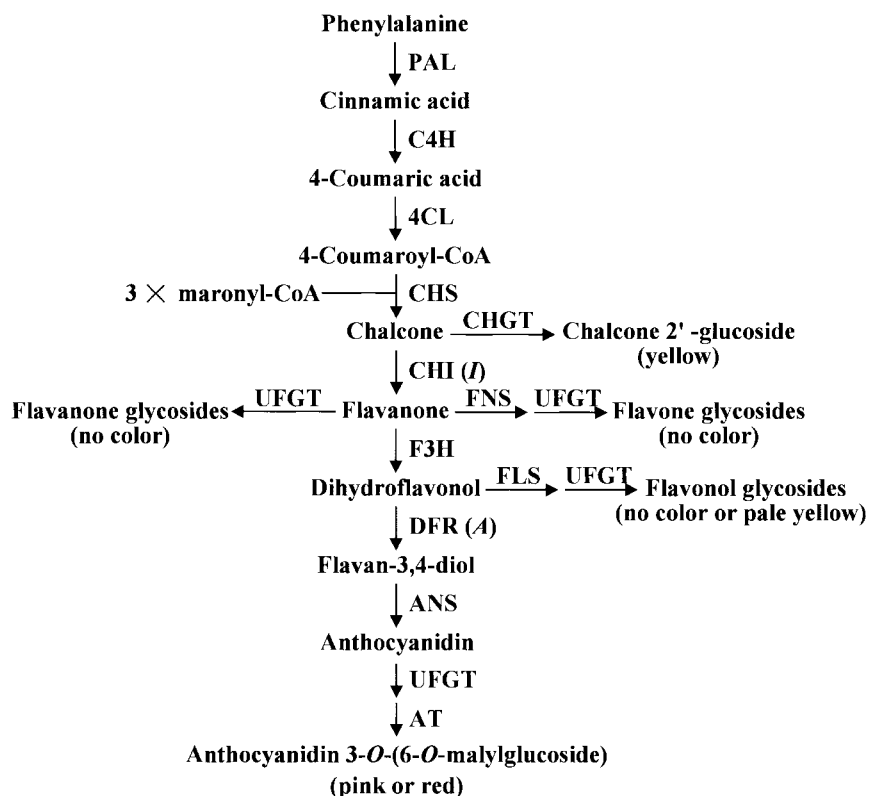 Phenylalanine
PAL
Cinnamic acid
C4H
4-Coumaric acid
4CL
4-Coumaroyl-CoA
3 × maronyl-CoA CHS
Chalcone CHGT Chalcone 2' -glucoside
(yellow)
CHI (I)
Flavanone glycosides UFGT Flavanone FNS UFGT Flavone glycosides
(no color) (no color)
F3H
Dihydroflavonol FLS UFGT Flavonol glycosides
(no color or pale yellow)
DFR (A)
Flavan-3,4-diol
ANS
Anthocyanidin
UFGT
AT
Anthocyanidin 3-O-(6-O-malylglucoside)
(pink or red)